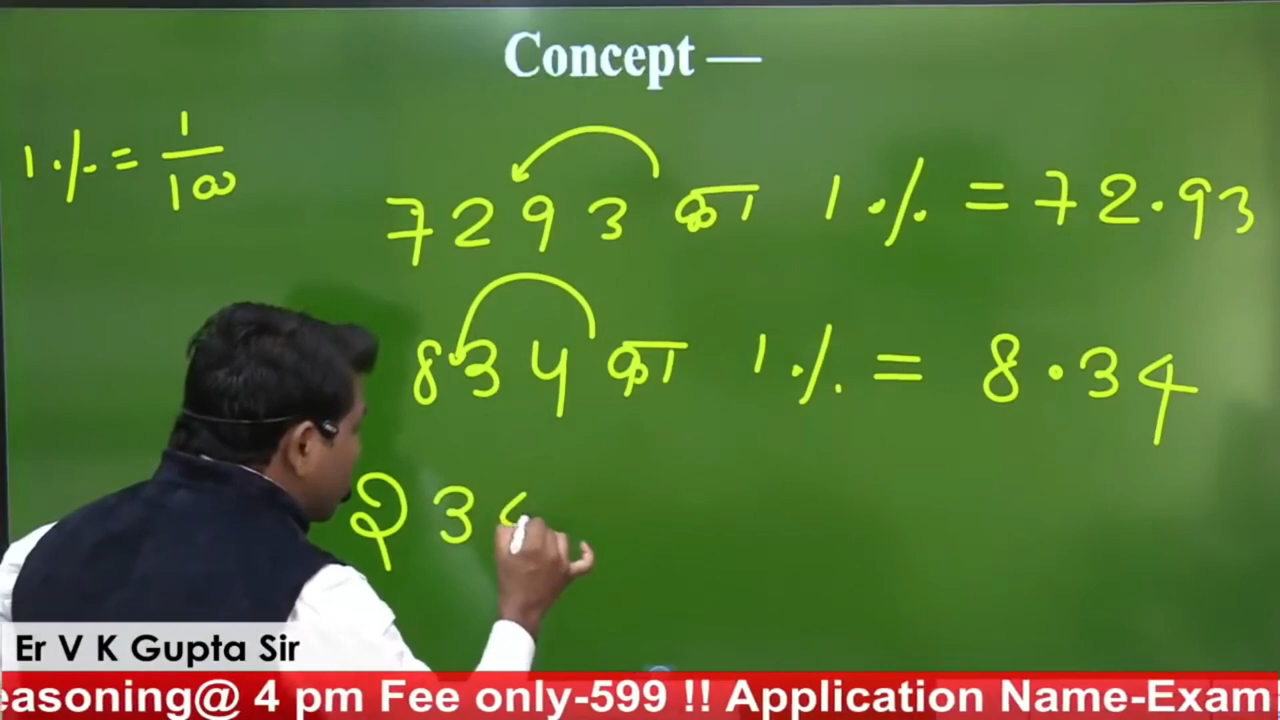 Concept —
1% = 1/100
7293 का 1% = 72.93
834 का 1% = 8.34
२3
Er V K Gupta Sir
easoning@ 4 pm Fee only-599 !! Application Name-Exam